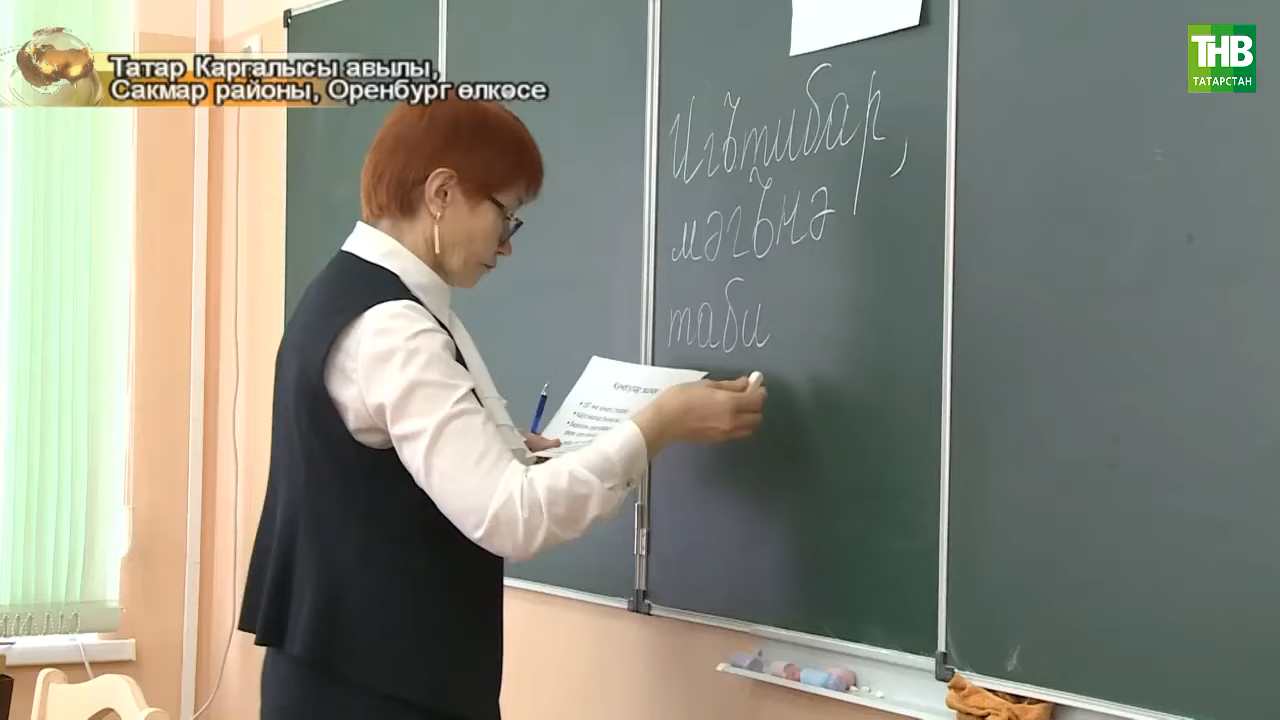 Татар Каргалысы авылы,
Сакмар районы, Оренбург өлкәсе
ТНВ
ТАТАРСТАН
Игътибар,
мәгънә
таби